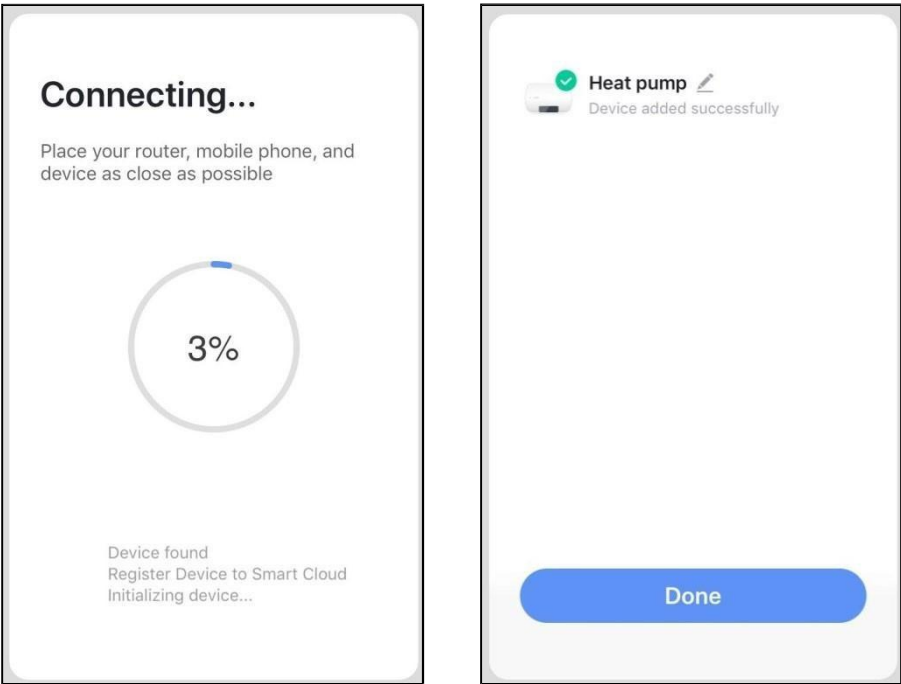 Connecting...
Place your router, mobile phone, and
device as close as possible
3%
Device found
Register Device to Smart Cloud
Initializing device...
Heat pump
Device added successfully
Done